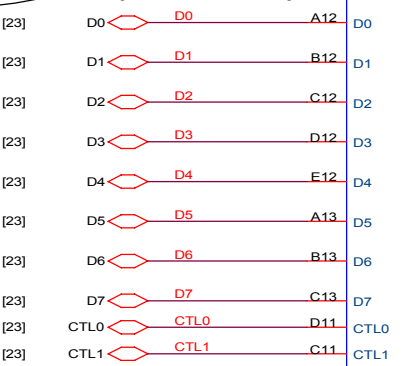 [23] D0 D0 A12 D0
[23] D1 D1 B12 D1
[23] D2 D2 C12 D2
[23] D3 D3 D12 D3
[23] D4 D4 E12 D4
[23] D5 D5 A13 D5
[23] D6 D6 B13 D6
[23] D7 D7 C13 D7
[23] CTL0 CTL0 D11 CTL0
[23] CTL1 CTL1 C11 CTL1